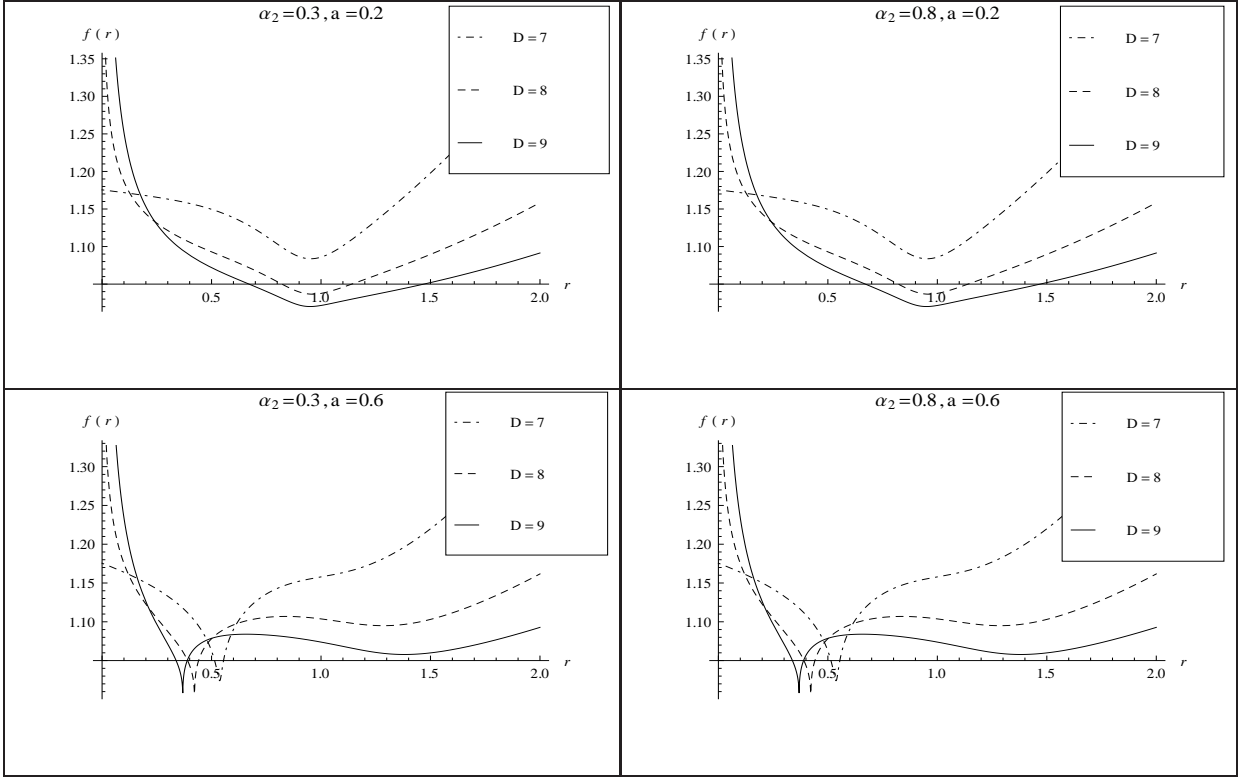 α2=0.3, a =0.2
f (r)
D = 7
D = 8
D = 9
1.35
1.30
1.25
1.20
1.15
1.10
0.5
1.0
1.5
2.0
r
α2=0.8, a =0.2
f (r)
D = 7
D = 8
D = 9
1.35
1.30
1.25
1.20
1.15
1.10
0.5
1.0
1.5
2.0
r
α2=0.3, a =0.6
f (r)
D = 7
D = 8
D = 9
1.30
1.25
1.20
1.15
1.10
0.5
1.0
1.5
2.0
r
α2=0.8, a =0.6
f (r)
D = 7
D = 8
D = 9
1.30
1.25
1.20
1.15
1.10
0.5
1.0
1.5
2.0
r